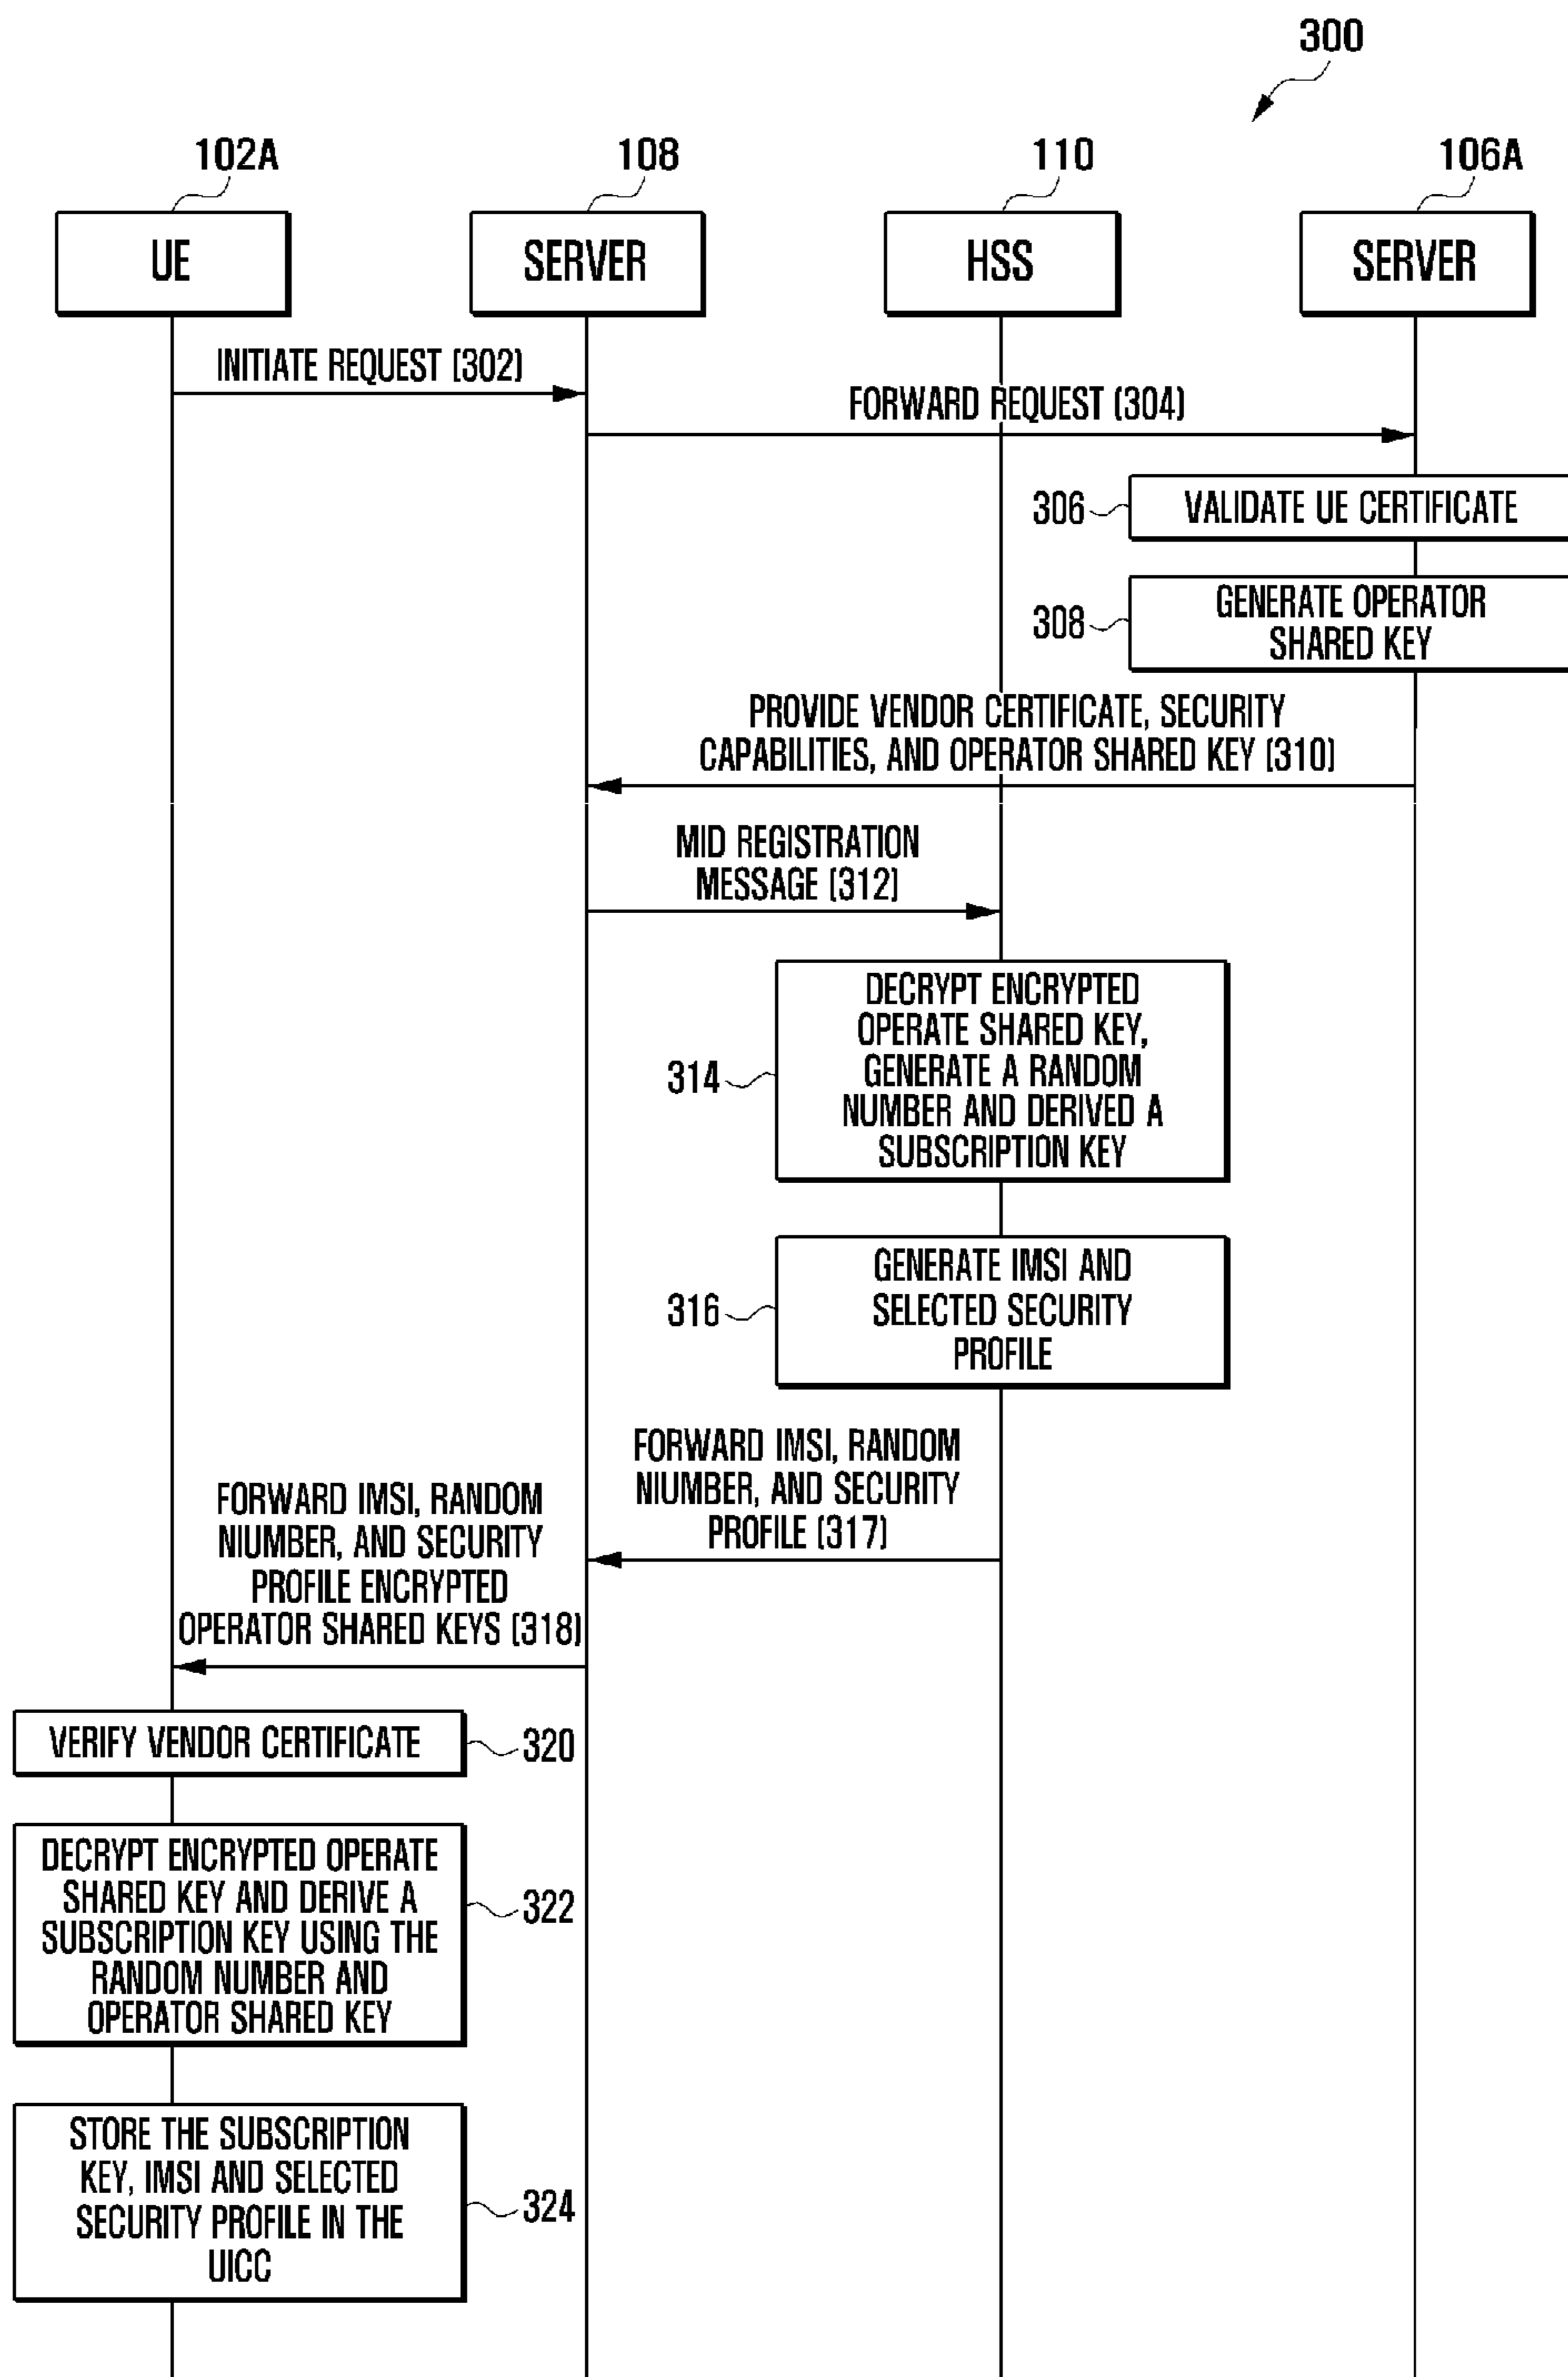 300
102A
108
110
106A
UE
SERVER
HSS
SERVER
INITIATE REQUEST (302)
FORWARD REQUEST (304)
306
VALIDATE UE CERTIFICATE
308
GENERATE OPERATOR
SHARED KEY
PROVIDE VENDOR CERTIFICATE, SECURITY
CAPABILITIES, AND OPERATOR SHARED KEY (310)
MID REGISTRATION
MESSAGE (312)
314
DECRYPT ENCRYPTED
OPERATE SHARED KEY,
GENERATE A RANDOM
NUMBER AND DERIVED A
SUBSCRIPTION KEY
316
GENERATE IMSI AND
SELECTED SECURITY
PROFILE
FORWARD IMSI, RANDOM
NIUMBER, AND SECURITY
PROFILE (317)
FORWARD IMSI, RANDOM
NIUMBER, AND SECURITY
PROFILE ENCRYPTED
OPERATOR SHARED KEYS (318)
VERIFY VENDOR CERTIFICATE
320
DECRYPT ENCRYPTED OPERATE
SHARED KEY AND DERIVE A
SUBSCRIPTION KEY USING THE
RANDOM NUMBER AND
OPERATOR SHARED KEY
322
STORE THE SUBSCRIPTION
KEY, IMSI AND SELECTED
SECURITY PROFILE IN THE
UICC
324